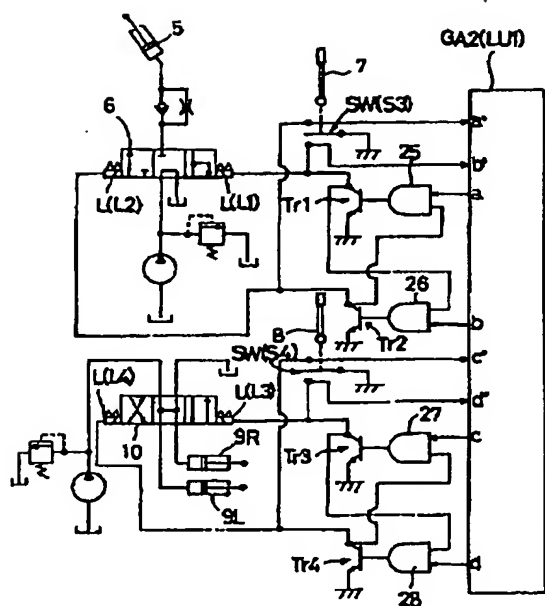 GA2(LU1)
5
7
6
SW(S3)
a'
b'
25
L(L2)
L(L1)
a
Tr1
26
8
b
Tr2
SW(S4)
c'
L(L4)
L(L3)
d'
27
10
c
9R
Tr3
9L
Tr4
d
28